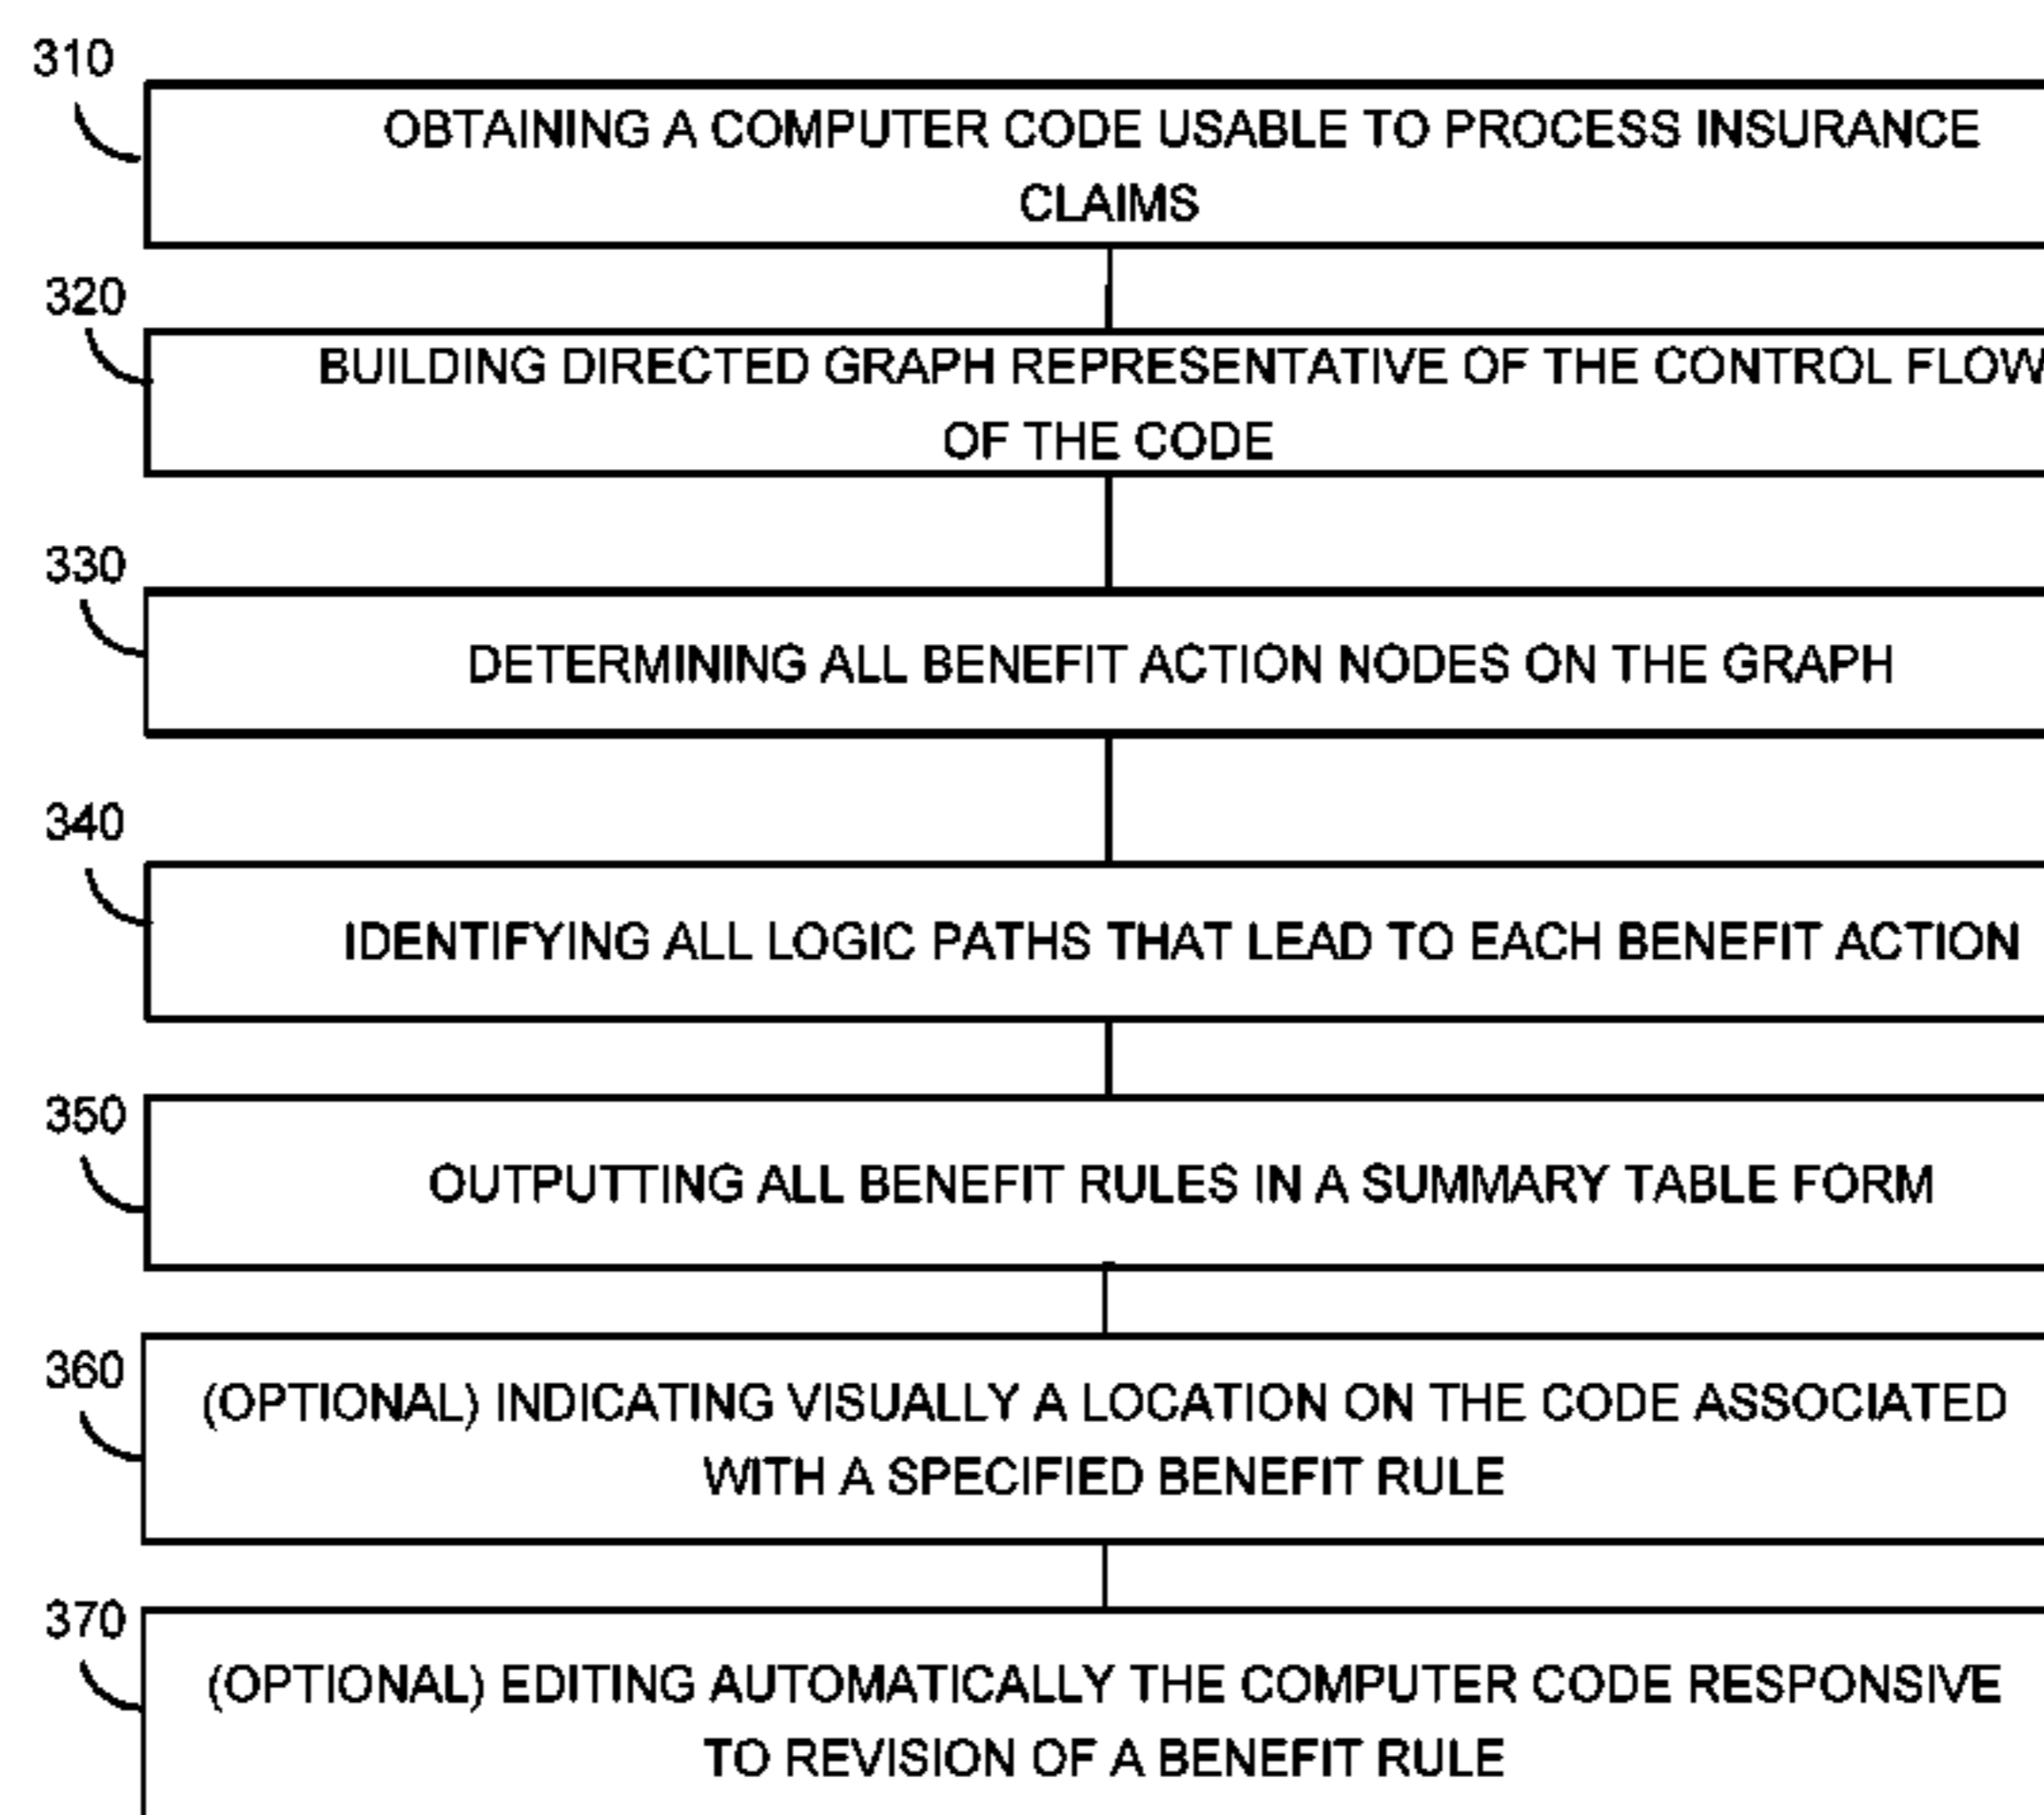 310
OBTAINING A COMPUTER CODE USABLE TO PROCESS INSURANCE
CLAIMS
320
BUILDING DIRECTED GRAPH REPRESENTATIVE OF THE CONTROL FLOW
OF THE CODE
330
DETERMINING ALL BENEFIT ACTION NODES ON THE GRAPH
340
IDENTIFYING ALL LOGIC PATHS THAT LEAD TO EACH BENEFIT ACTION
350
OUTPUTTING ALL BENEFIT RULES IN A SUMMARY TABLE FORM
360
(OPTIONAL) INDICATING VISUALLY A LOCATION ON THE CODE ASSOCIATED
WITH A SPECIFIED BENEFIT RULE
370
(OPTIONAL) EDITING AUTOMATICALLY THE COMPUTER CODE RESPONSIVE
TO REVISION OF A BENEFIT RULE